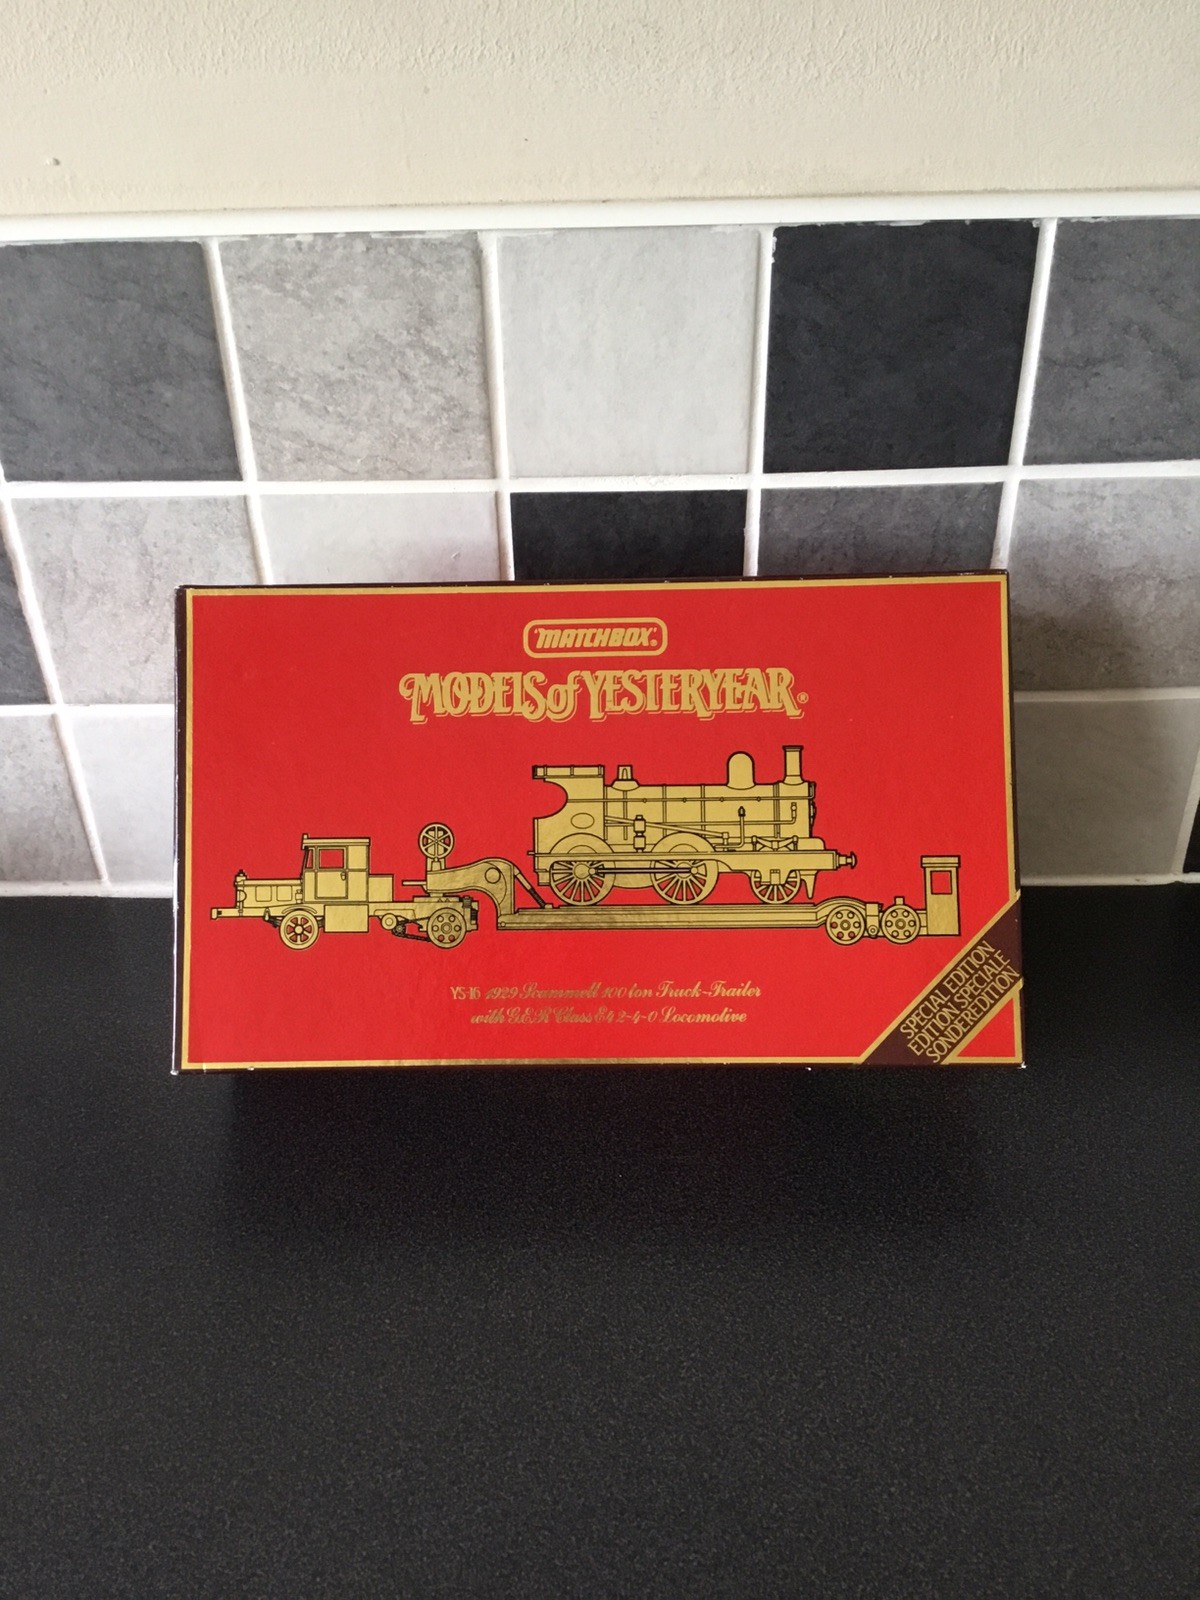 "MATCHBOX"®
MODELS of YESTERYEAR®
YS-16 1929 Scammell 100 ton Truck-Trailer
with G.E.R Class E4 2-4-0 Locomotive
SPECIAL EDITION
EDITION SPECIALE
SONDEREDITION